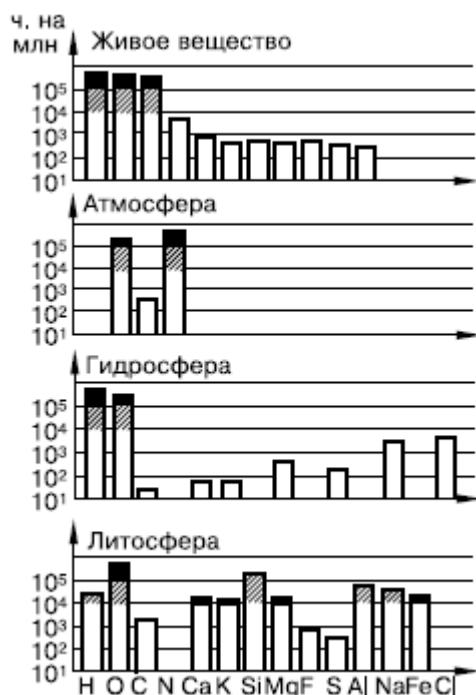 ч. на
млн
Живое вещество
10⁵
10⁴
10³
10²
10¹
Атмосфера
10⁵
10⁴
10³
10²
10¹
Гидросфера
10⁵
10⁴
10³
10²
10¹
Литосфера
10⁵
10⁴
10³
10²
10¹
H O C N Ca K Si Mg F S Al Na Fe Cl